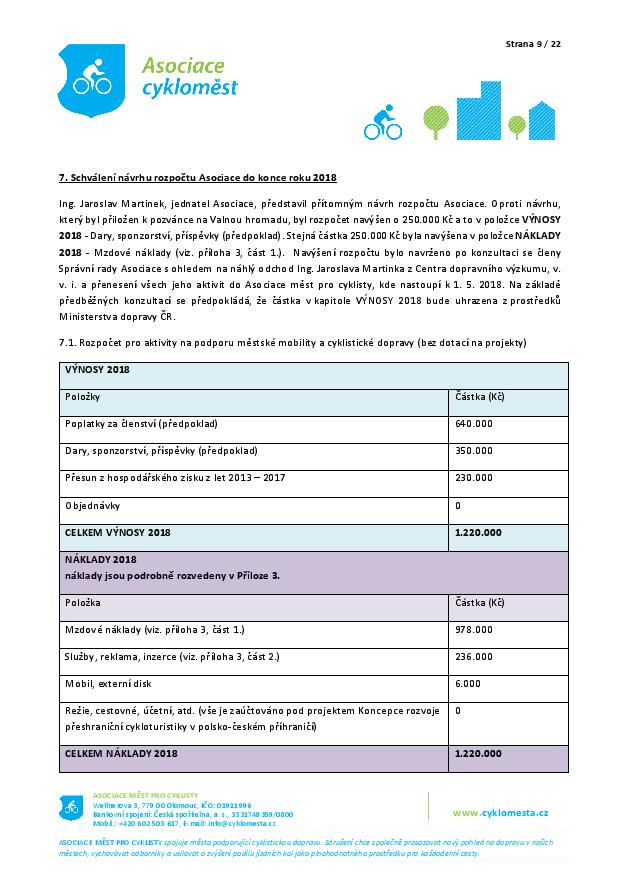 Strana 9 / 22
Asociace
cykloměst
7. Schválení návrhu rozpočtu Asociace do konce roku 2018
Ing. Jaroslav Martinek, jednatel Asociace, představil přítomným návrh rozpočtu Asociace. Oproti návrhu,
který byl přiložen k pozvánce na Valnou hromadu, byl rozpočet navýšen o 250.000 Kč a to v položce VÝNOSY
2018 - Dary, sponzorství, příspěvky (předpoklad). Stejná částka 250.000 Kč byla navýšena v položce NÁKLADY
2018 - Mzdové náklady (viz. příloha 3, část 1.). Navýšení rozpočtu bylo navrženo po konzultaci se členy
Správní rady Asociace s ohledem na náhlý odchod Ing. Jaroslava Martinka z Centra dopravního výzkumu, v.
v. i. a přenesení všech jeho aktivit do Asociace měst pro cyklisty, kde nastoupí k 1. 5. 2018. Na základě
předběžných konzultací se předpokládá, že částka v kapitole VÝNOSY 2018 bude uhrazena z prostředků
Ministerstva dopravy ČR.
7.1. Rozpočet pro aktivity na podporu městské mobility a cyklistické dopravy (bez dotací na projekty)
VÝNOSY 2018
Položky Částka (Kč)
Poplatky za členství (předpoklad) 640.000
Dary, sponzorství, příspěvky (předpoklad) 350.000
Přesun z hospodářského zisku z let 2013 – 2017 230.000
Objednávky 0
CELKEM VÝNOSY 2018 1.220.000
NÁKLADY 2018
náklady jsou podrobně rozvedeny v Příloze 3.
Položka Částka (Kč)
Mzdové náklady (viz. příloha 3, část 1.) 978.000
Služby, reklama, inzerce (viz. příloha 3, část 2.) 236.000
Mobil, externí disk 6.000
Režie, cestovné, účetní, atd. (vše je zaúčtováno pod projektem Koncepce rozvoje 0
přeshraniční cykloturistiky v polsko-českém příhraničí)
CELKEM NÁKLADY 2018 1.220.000
ASOCIACE MĚST PRO CYKLISTY
Wellnerova 3, 779 00 Olomouc, IČO: 01911996
Bankovní spojení: Česká spořitelna, a. s., 3331748359/0800
Mobil.: +420 602 503 617, E-mail: info@cyklomesta.cz
www.cyklomesta.cz
ASOCIACE MĚST PRO CYKLISTY spojuje města podporující cyklistickou dopravu. Sdružení chce společně prosazovat nový pohled na dopravu v našich
městech, vychovávat odborníky a usilovat o zvýšení podílu jízdních kol jako plnohodnotného prostředku pro každodenní cesty.